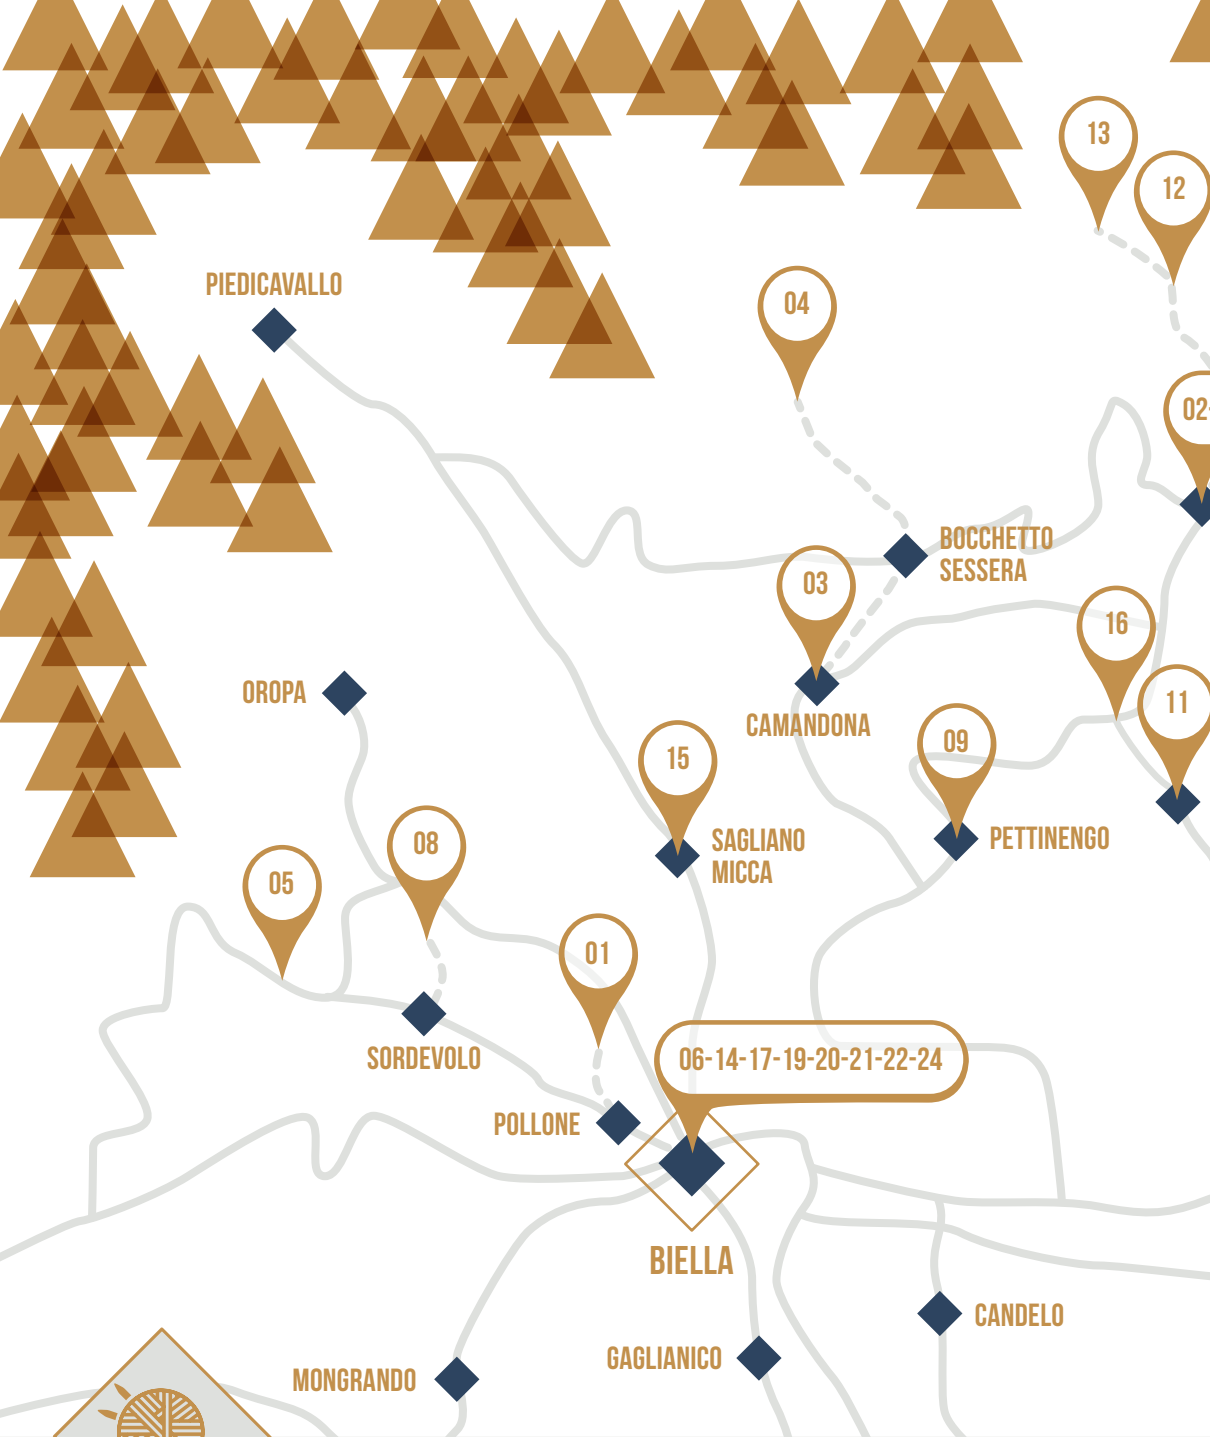 13
12
PIEDICAVALLO
04
02-
BOCCHETTO
SESSERA
03
16
OROPA
11
CAMANDONA
09
15
SAGLIANO
MICCA
PETTINENGO
08
05
01
SORDEVOLO
06-14-17-19-20-21-22-24
POLLONE
BIELLA
CANDELO
GAGLIANICO
MONGRANDO